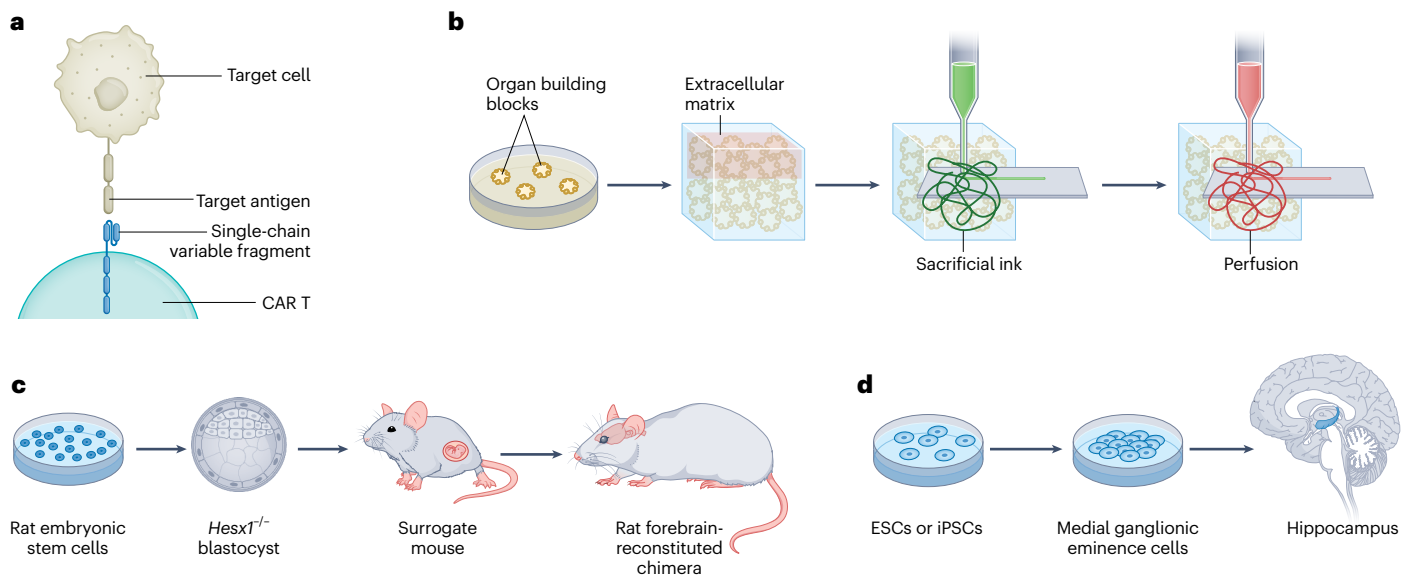 a
Target cell
Target antigen
Single-chain
variable fragment
CAR T
b
Organ building
blocks
Extracellular
matrix
Sacrificial ink
Perfusion
c
Rat embryonic
stem cells
Hesx1−/−
blastocyst
Surrogate
mouse
Rat forebrain-
reconstituted
chimera
d
ESCs or iPSCs
Medial ganglionic
eminence cells
Hippocampus